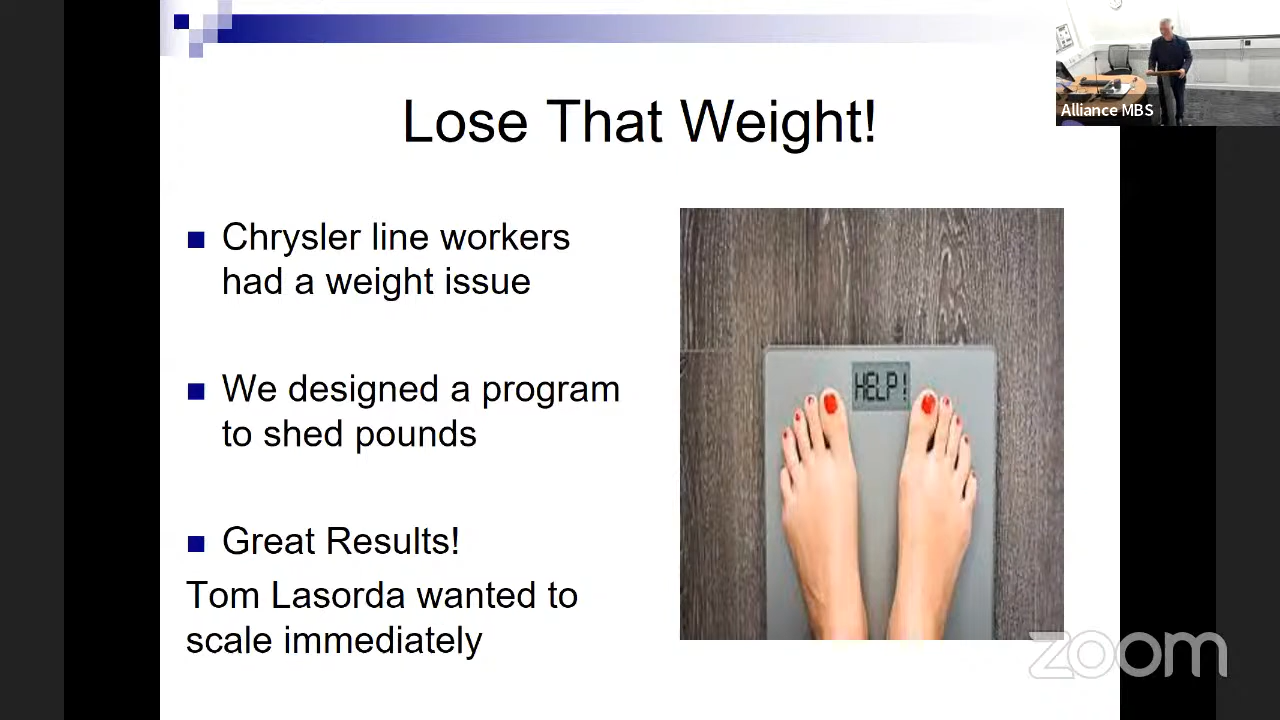 Lose That Weight!
Alliance MBS
■ Chrysler line workers
had a weight issue
■ We designed a program
to shed pounds
■ Great Results!
Tom Lasorda wanted to
scale immediately
HELP!
zoom